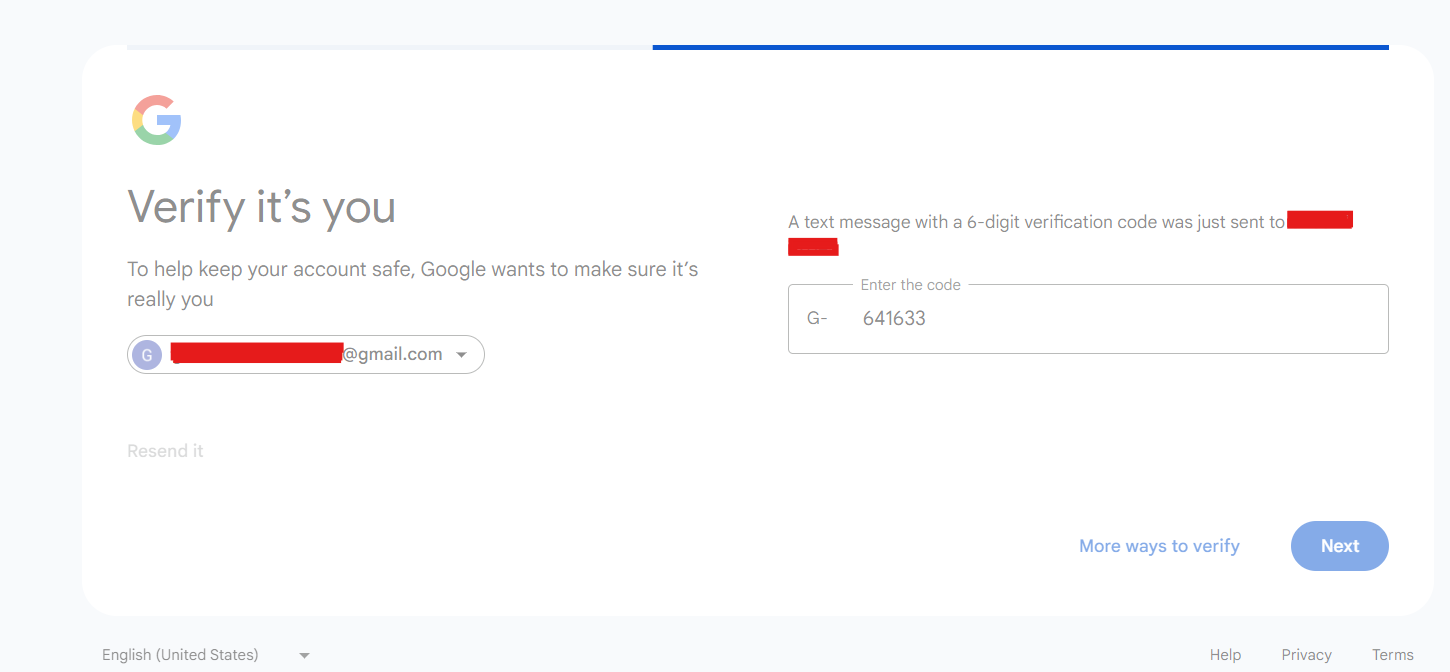 Verify it’s you
To help keep your account safe, Google wants to make sure it’s
really you
G
@gmail.com
Resend it
A text message with a 6-digit verification code was just sent to
Enter the code
G- 641633
More ways to verify
Next
English (United States)
Help Privacy Terms